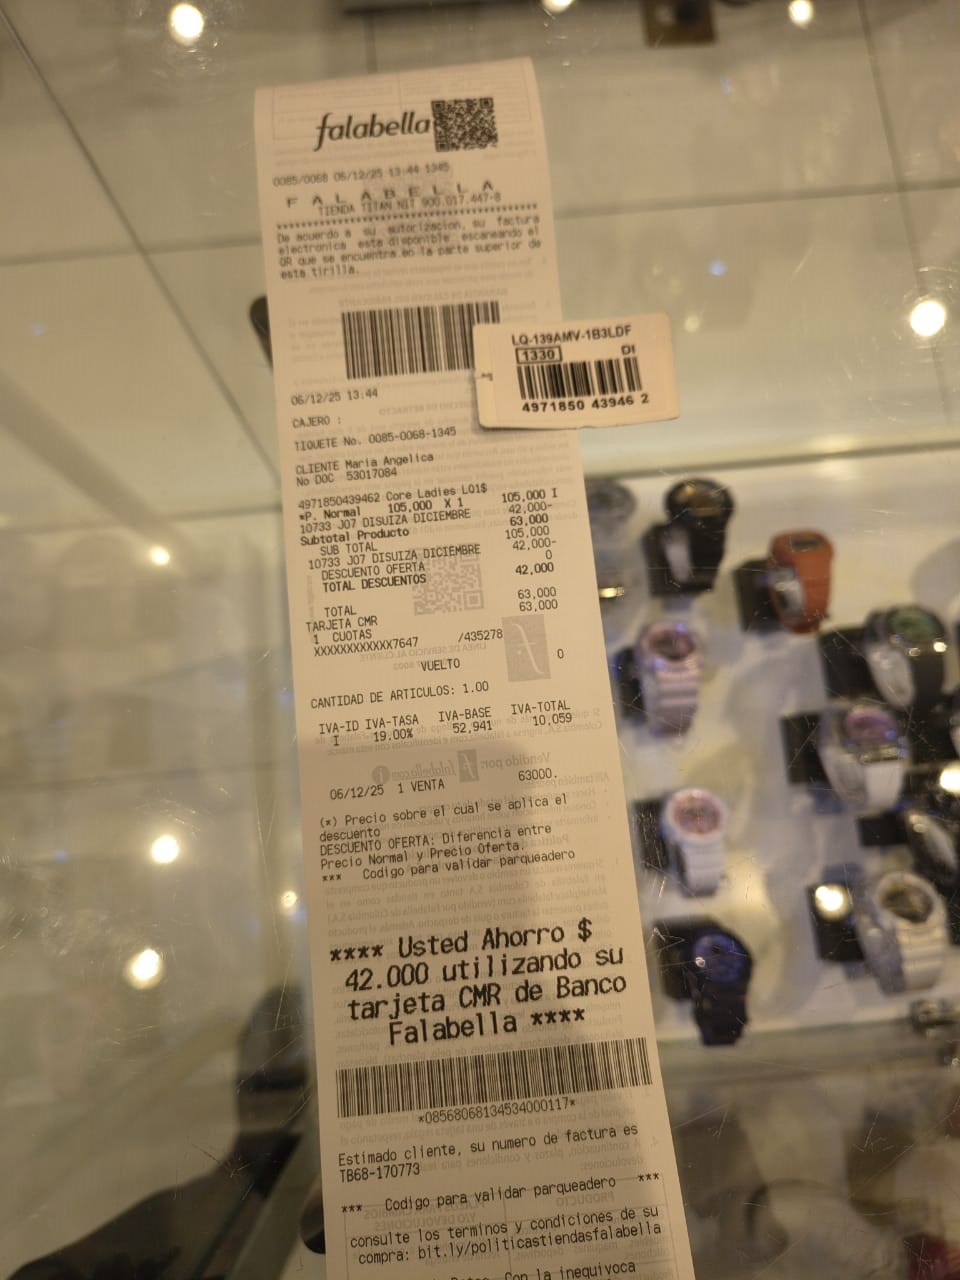 falabella
0085/0068 06/12/25 13:44 1345
F A L A B E L L A
TIENDA TITAN NIT 900.017.447-8
****************************************
De acuerdo a su autorizacion, su factura
electronica esta disponible escaneando el
QR que se encuentra en la parte superior de
esta tirilla.
LQ-139AMV-1B3LDF
1330 DI
4971850 43946 2
06/12/25 13:44
CAJERO :
TIQUETE No. 0085-0068-1345
CLIENTE Maria Angelica
No DOC 53017084
4971850439462 Core Ladies LQ1$
*P. Normal 105,000 X 1 105,000 I
10733 J07 DISUIZA DICIEMBRE 42,000-
Subtotal Producto 63,000
SUB TOTAL 105,000
10733 J07 DISUIZA DICIEMBRE 42,000-
DESCUENTO OFERTA 0
TOTAL DESCUENTOS 42,000
TOTAL 63,000
TARJETA CMR 63,000
1 CUOTAS
XXXXXXXXXXXX7647 /435278
VUELTO 0
CANTIDAD DE ARTICULOS: 1.00
IVA-ID IVA-TASA IVA-BASE IVA-TOTAL
I 19.00% 52,941 10,059
06/12/25 1 VENTA 63000.
(*) Precio sobre el cual se aplica el
descuento
DESCUENTO OFERTA: Diferencia entre
Precio Normal y Precio Oferta.
*** Codigo para validar parqueadero
**** Usted Ahorro $
42.000 utilizando su
tarjeta CMR de Banco
Falabella ****
*08568068134534000117*
Estimado cliente, su numero de factura es
TB68-170773
*** Codigo para validar parqueadero ***
consulte los terminos y condiciones de su
compra: bit.ly/politicastiendasfalabella
Con la inequivoca